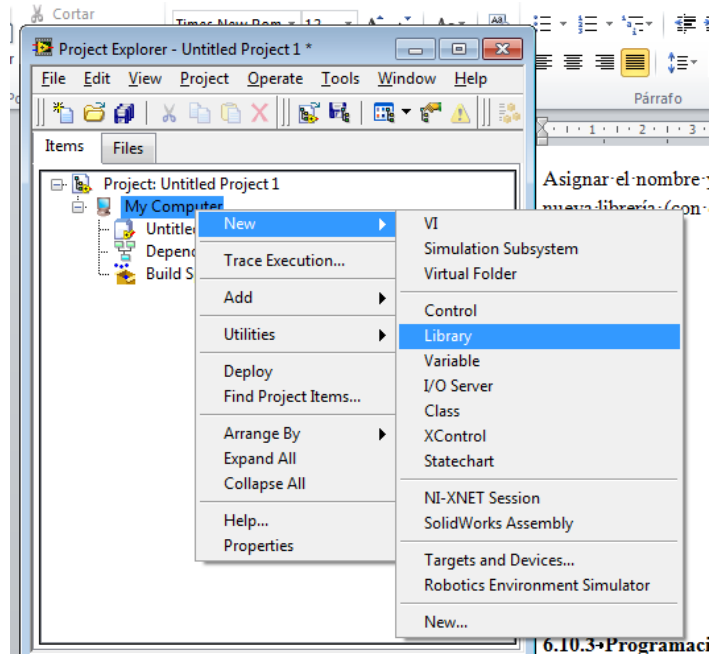 Cortar
Times New Rom 12
Project Explorer - Untitled Project 1 *
File Edit View Project Operate Tools Window Help
Párrafo
1 2 3
Items Files
Project: Untitled Project 1
My Computer
Asignar el nombre y
nueva librería (con
New
Trace Execution...
Add
Utilities
Deploy
Find Project Items...
Arrange By
Expand All
Collapse All
Help...
Properties
VI
Simulation Subsystem
Virtual Folder
Control
Library
Variable
I/O Server
Class
XControl
Statechart
NI-XNET Session
SolidWorks Assembly
Targets and Devices...
Robotics Environment Simulator
New...
Build S
6.10.3 Programaci